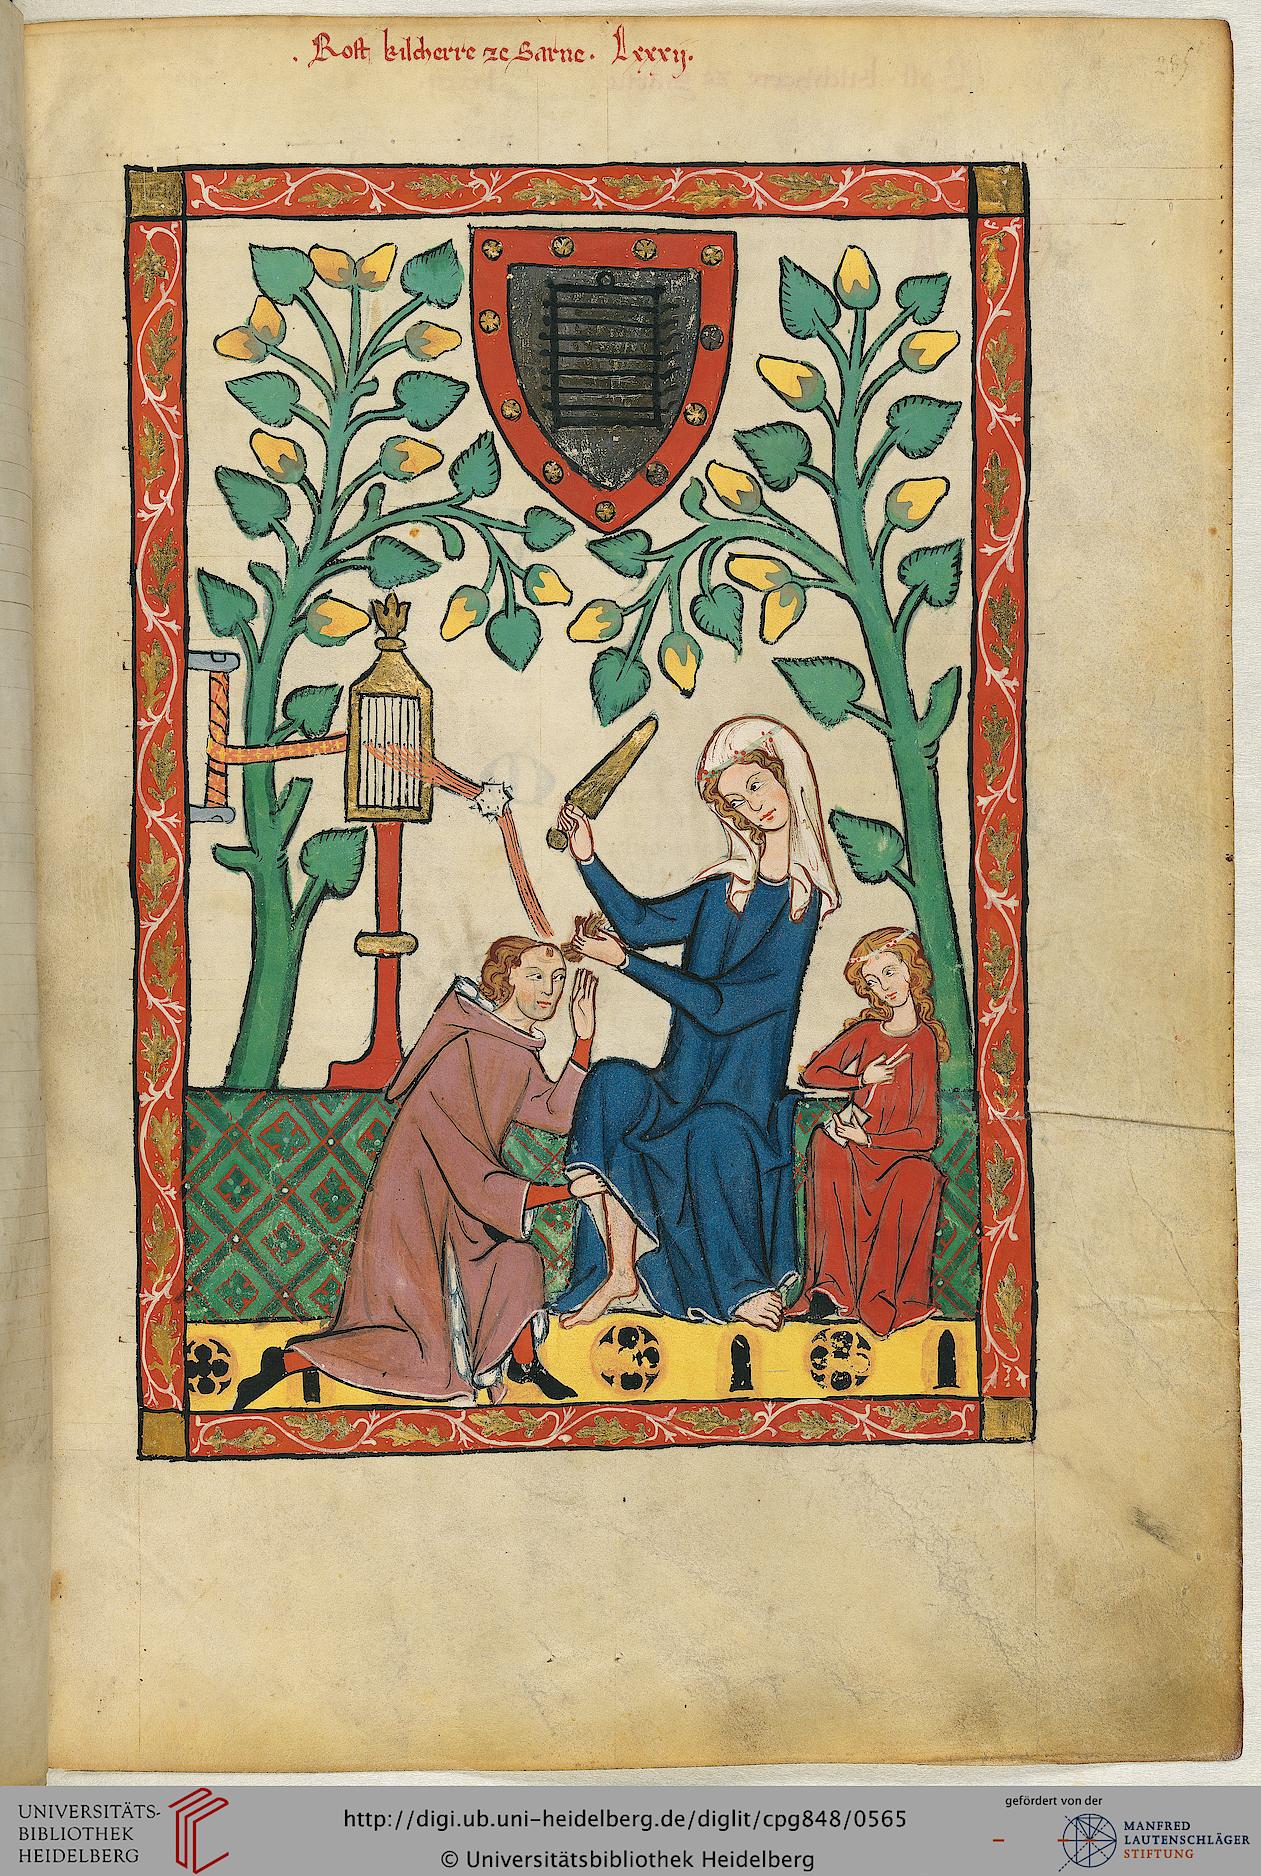 . Rost kilcherre ze Sarne . Lxxxij.
285
UNIVERSITÄTS-
BIBLIOTHEK
HEIDELBERG
http://digi.ub.uni-heidelberg.de/diglit/cpg848/0565
© Universitätsbibliothek Heidelberg
gefördert von der
MANFRED
LAUTENSCHLÄGER
STIFTUNG